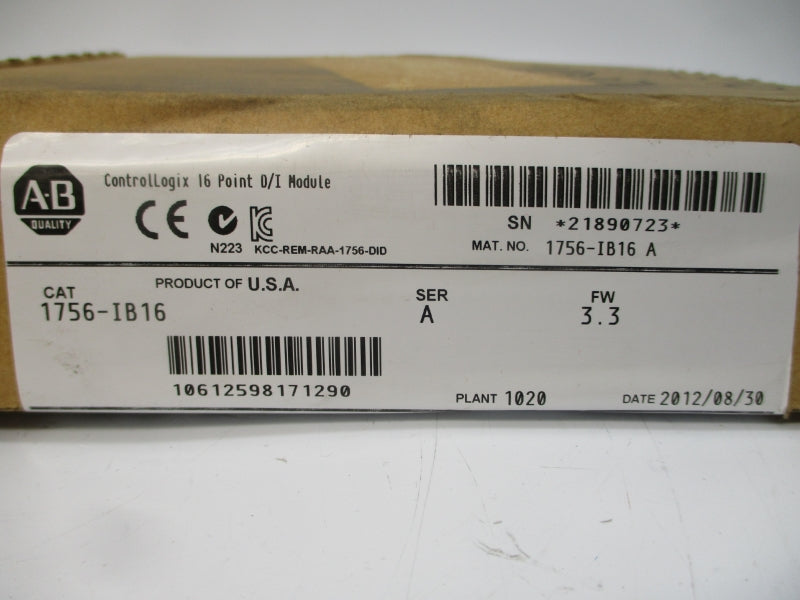 A-B
QUALITY
ControlLogix 16 Point D/I Module
CE
N223 KCC-REM-RAA-1756-DID
SN *21890723*
MAT. NO. 1756-IB16 A
CAT
1756-IB16
PRODUCT OF U.S.A.
SER
A
FW
3.3
10612598171290
PLANT 1020
DATE 2012/08/30